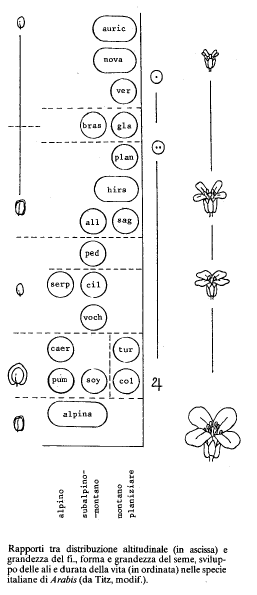 auric
nova
ver
bras gla
plan
hirs
all sag
ped
serp cil
voch
caer tur
pum soy col
alpina
alpino
subalpino-
-montano
montano
planiziare
Rapporti tra distribuzione altitudinale (in ascissa) e
grandezza del fi., forma e grandezza del seme, svilup-
po delle ali e durata della vita (in ordinata) nelle specie
italiane di Arabis (da Titz, modif.).